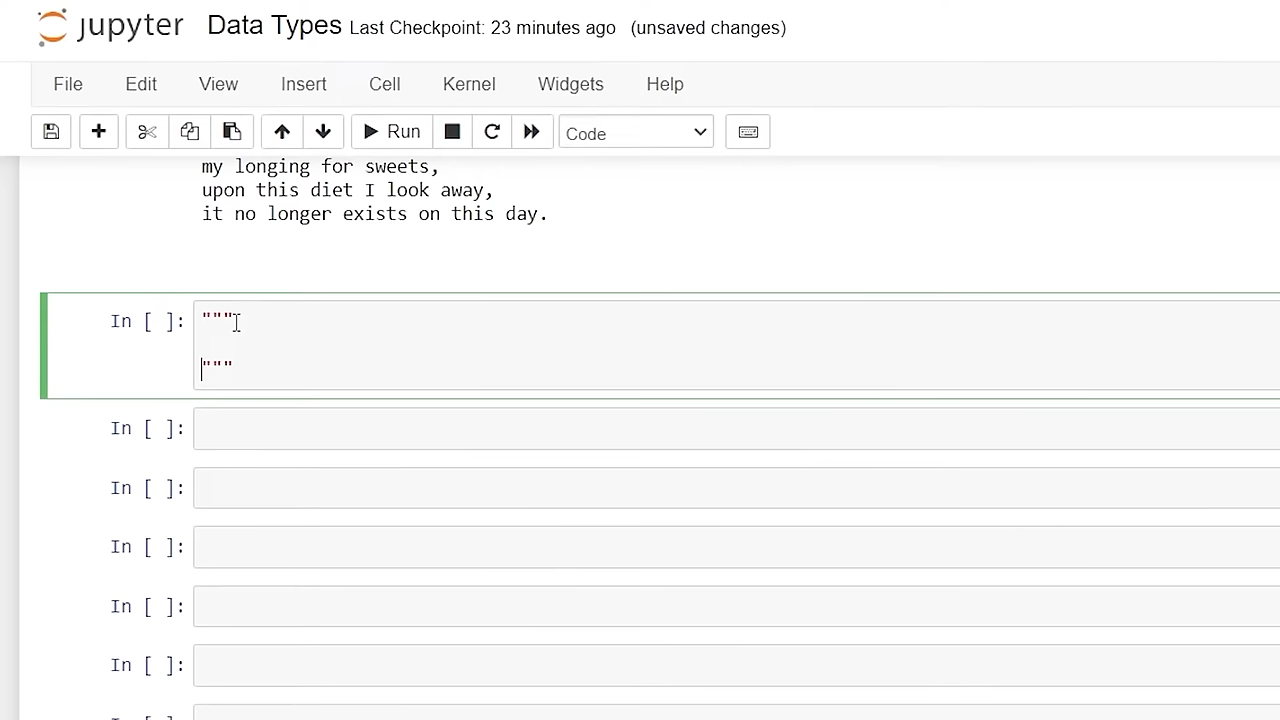 jupyter Data Types Last Checkpoint: 23 minutes ago (unsaved changes)
File Edit View Insert Cell Kernel Widgets Help
Run Code
my longing for sweets,
upon this diet I look away,
it no longer exists on this day.
In [ ]: """
"""
In [ ]:
In [ ]:
In [ ]:
In [ ]:
In [ ]: